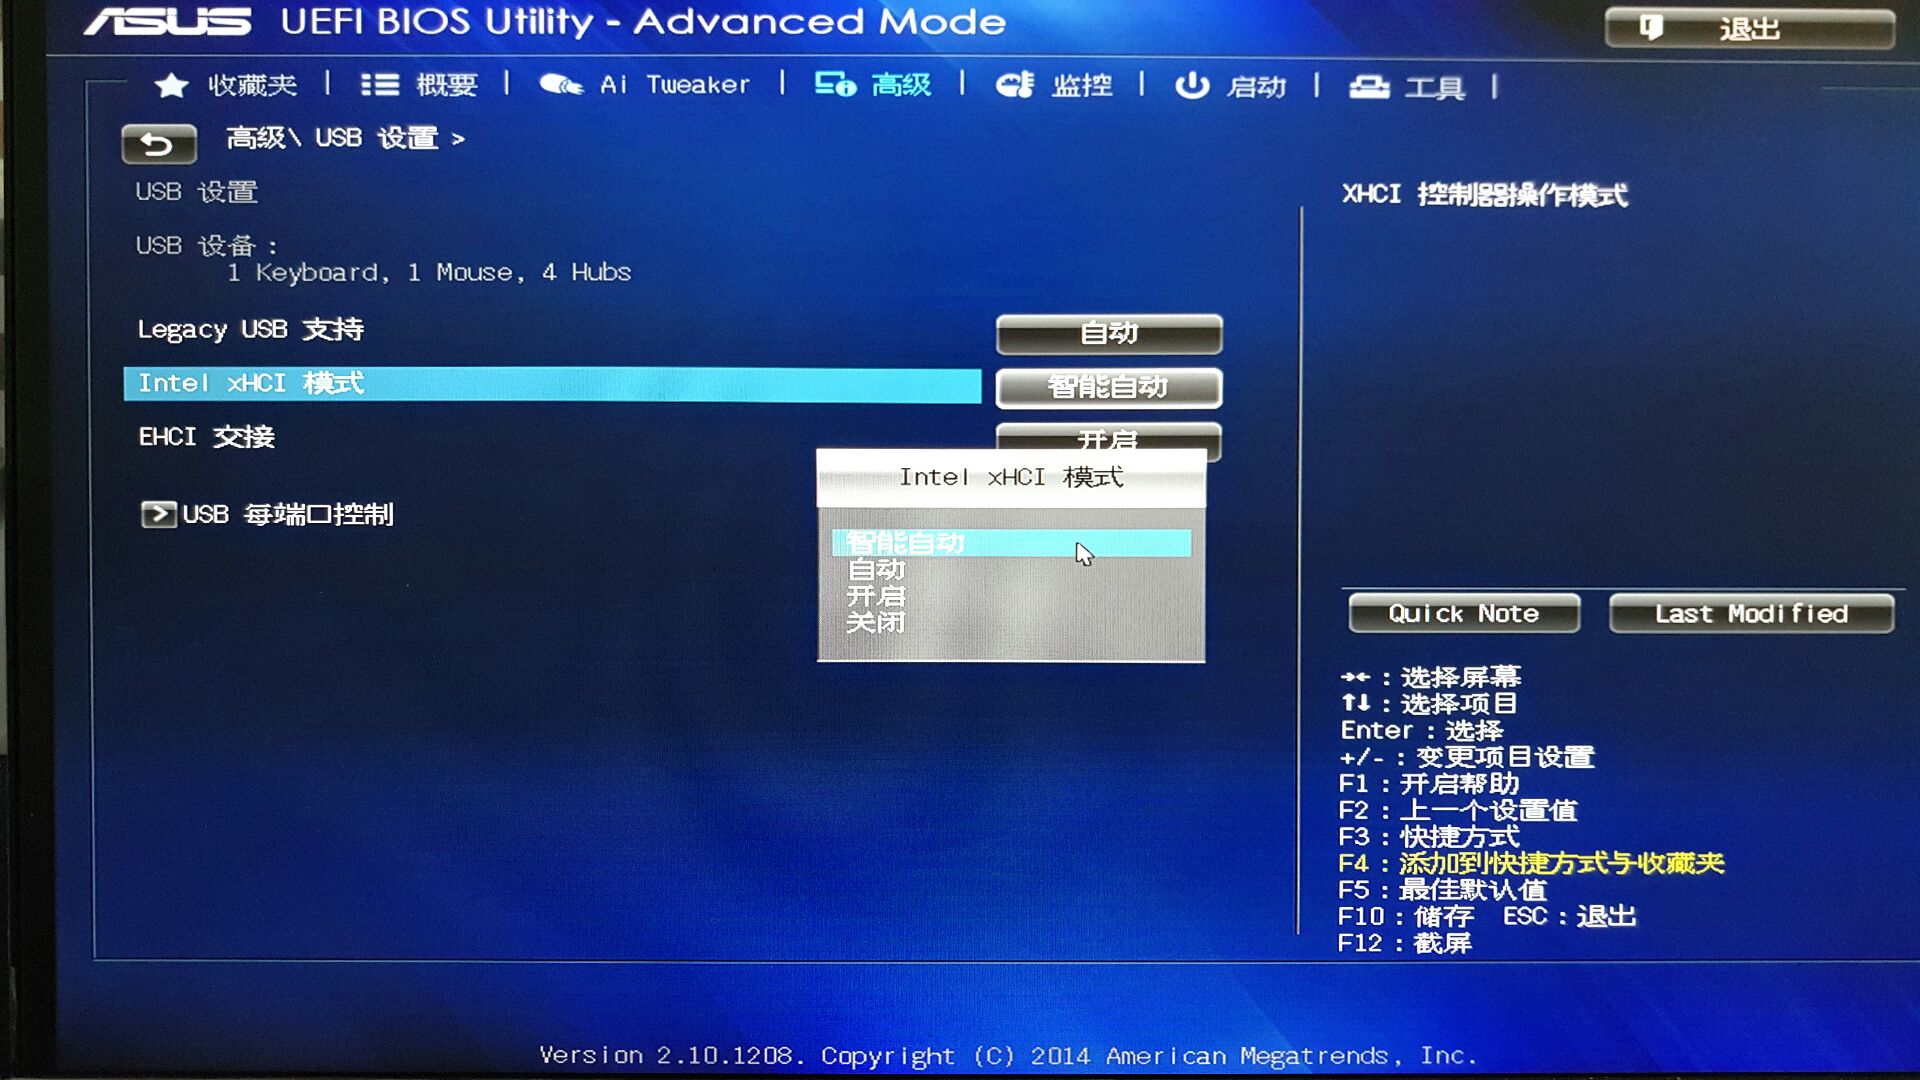 ASUS UEFI BIOS Utility - Advanced Mode
退出
收藏夹 | 概要 | Ai Tweaker | 高级 | 监控 | 启动 | 工具 |
高级\ USB 设置 >
USB 设置
USB 设备 :
1 Keyboard, 1 Mouse, 4 Hubs
Legacy USB 支持
自动
Intel xHCI 模式
智能自动
EHCI 交接
开启
USB 每端口控制
Intel xHCI 模式
智能自动
自动
开启
关闭
XHCI 控制器操作模式
Quick Note
Last Modified
→← : 选择屏幕
↑↓ : 选择项目
Enter : 选择
+/- : 变更项目设置
F1 : 开启帮助
F2 : 上一个设置值
F3 : 快捷方式
F4 : 添加到快捷方式与收藏夹
F5 : 最佳默认值
F10 : 储存 ESC : 退出
F12 : 截屏
Version 2.10.1208. Copyright (C) 2014 American Megatrends, Inc.